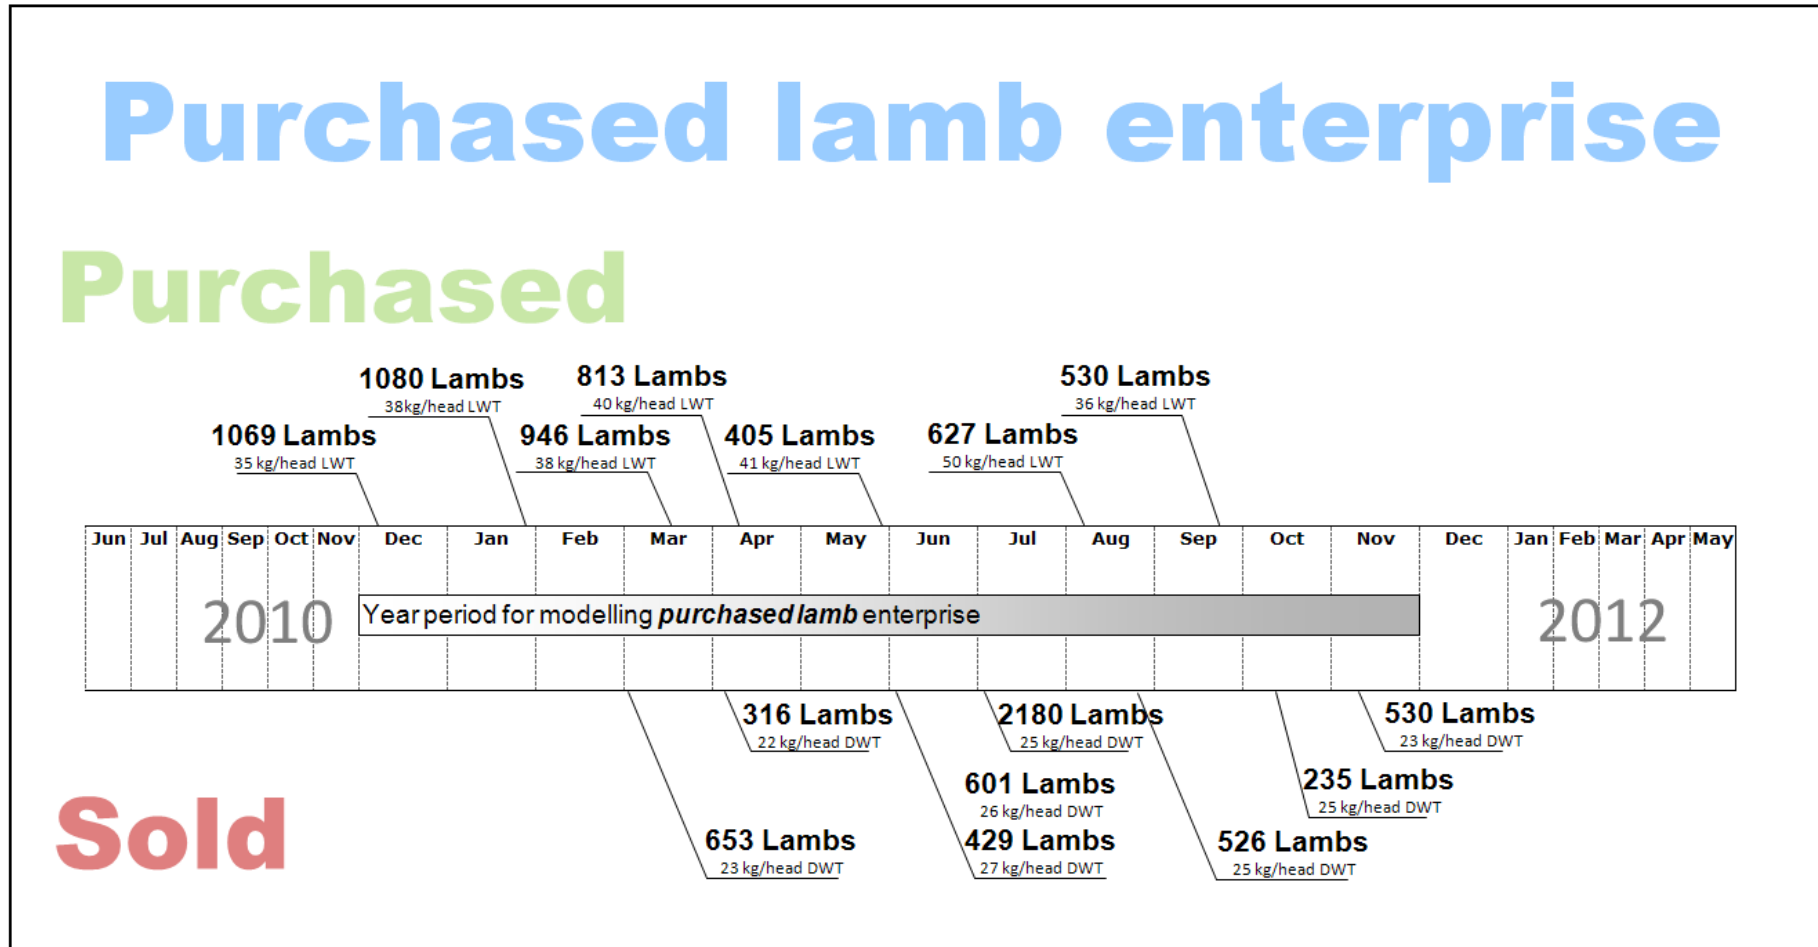 Purchased lamb enterprise
Purchased
1080 Lambs
38kg/head LWT
813 Lambs
40 kg/head LWT
530 Lambs
36 kg/head LWT
1069 Lambs
35 kg/head LWT
946 Lambs
38 kg/head LWT
405 Lambs
41 kg/head LWT
627 Lambs
50 kg/head LWT
Jun Jul Aug Sep Oct Nov Dec Jan Feb Mar Apr May Jun Jul Aug Sep Oct Nov Dec Jan Feb Mar Apr May
2010
Year period for modelling purchased lamb enterprise
2012
316 Lambs
22 kg/head DWT
2180 Lambs
25 kg/head DWT
530 Lambs
23 kg/head DWT
601 Lambs
26 kg/head DWT
235 Lambs
25 kg/head DWT
Sold
653 Lambs
23 kg/head DWT
429 Lambs
27 kg/head DWT
526 Lambs
25 kg/head DWT